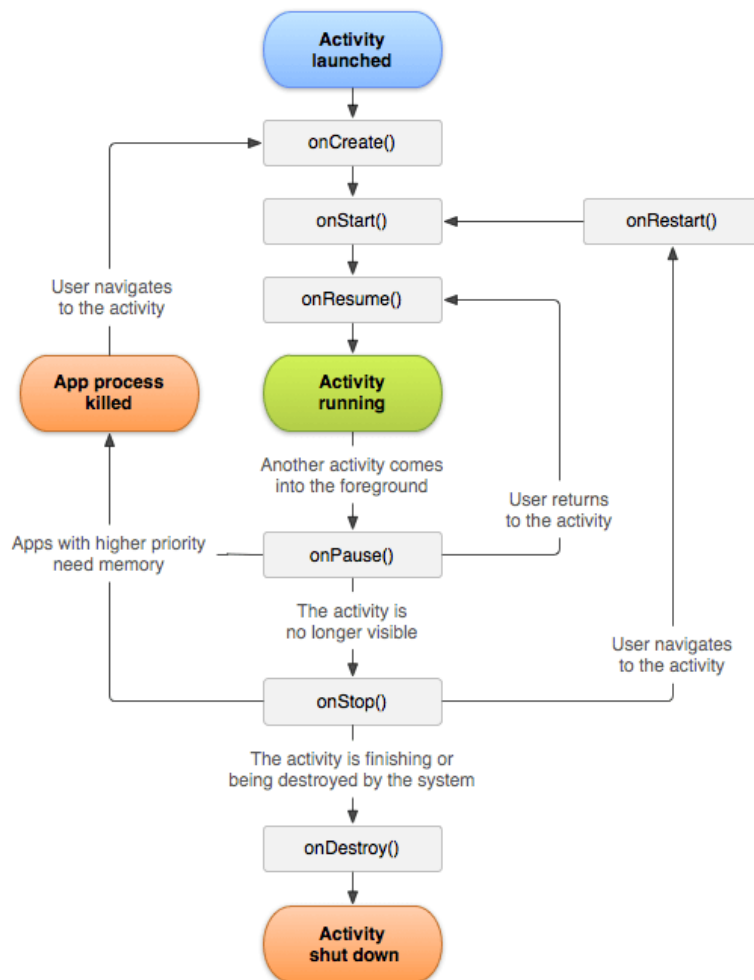 Activity
launched
onCreate()
onStart()
onRestart()
User navigates
to the activity
onResume()
App process
killed
Activity
running
Another activity comes
into the foreground
User returns
to the activity
Apps with higher priority
need memory
onPause()
The activity is
no longer visible
User navigates
to the activity
onStop()
The activity is finishing or
being destroyed by the system
onDestroy()
Activity
shut down